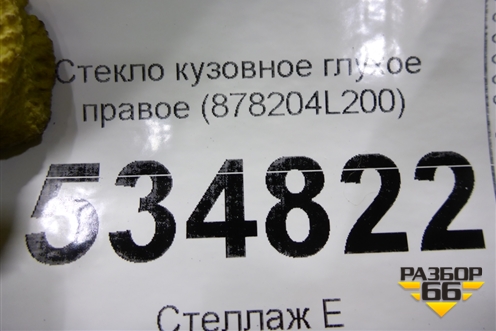 Стекло кузовное глухое
правое (878204L200)
534822
Стеллаж Е
РАЗБОР
66